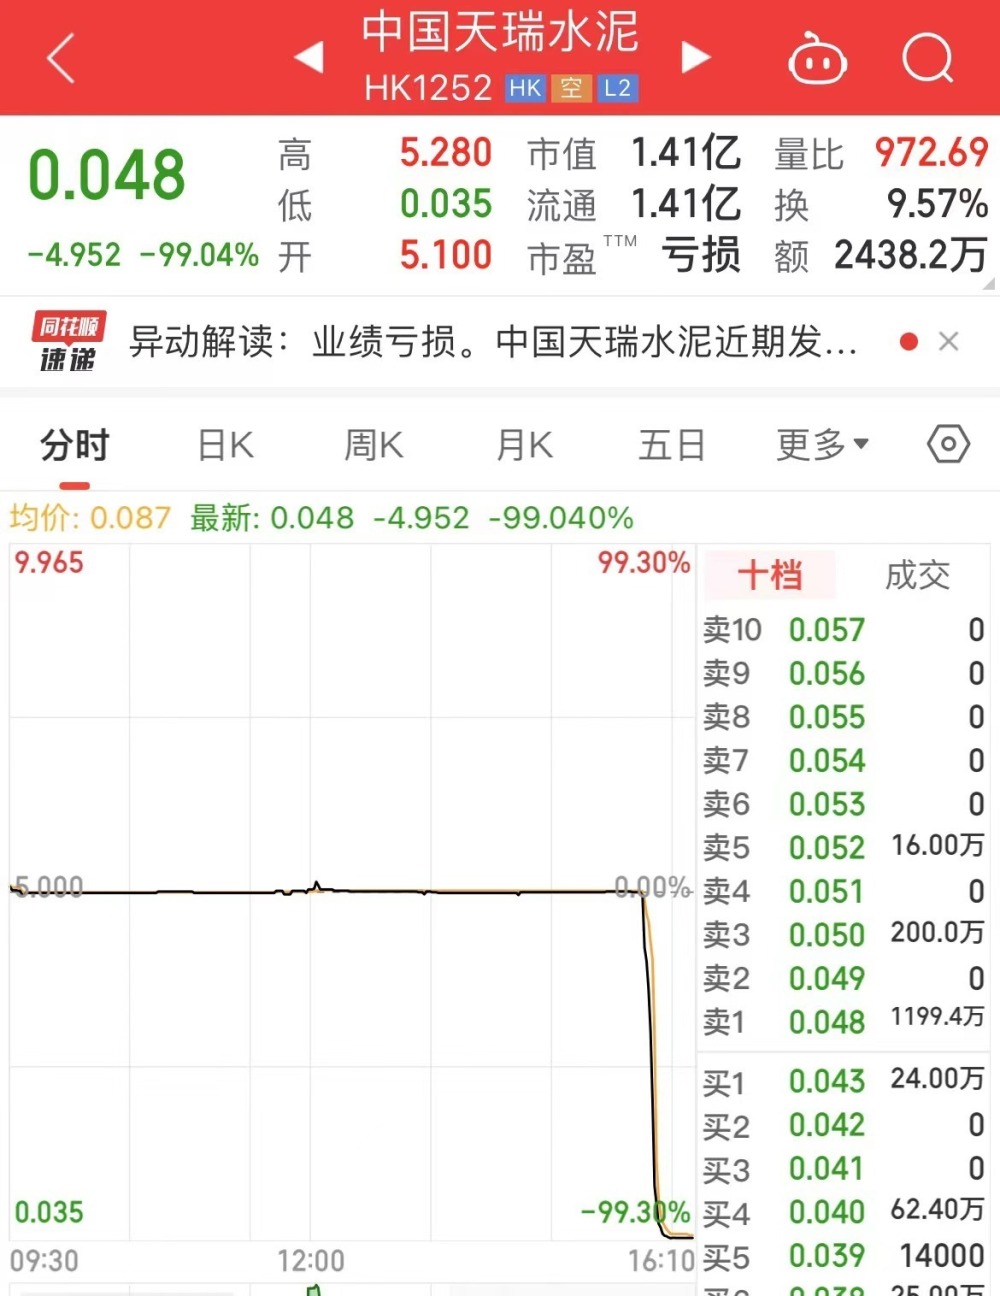 中国天瑞水泥
HK1252 HK 空 L2
0.048
-4.952 -99.04%
高 5.280 市值 1.41亿 量比 972.69
低 0.035 流通 1.41亿 换 9.57%
开 5.100 市盈TTM 亏损 额 2438.2万
同花顺
速递
异动解读：业绩亏损。中国天瑞水泥近期发...
分时 日K 周K 月K 五日 更多
均价: 0.087 最新: 0.048 -4.952 -99.040%
9.965 99.30%
5.000 0.00%
0.035 -99.30%
09:30 12:00 16:10
十档 成交
卖10 0.057 0
卖9 0.056 0
卖8 0.055 0
卖7 0.054 0
卖6 0.053 0
卖5 0.052 16.00万
卖4 0.051 0
卖3 0.050 200.0万
卖2 0.049 0
卖1 0.048 1199.4万
买1 0.043 24.00万
买2 0.042 0
买3 0.041 0
买4 0.040 62.40万
买5 0.039 14000